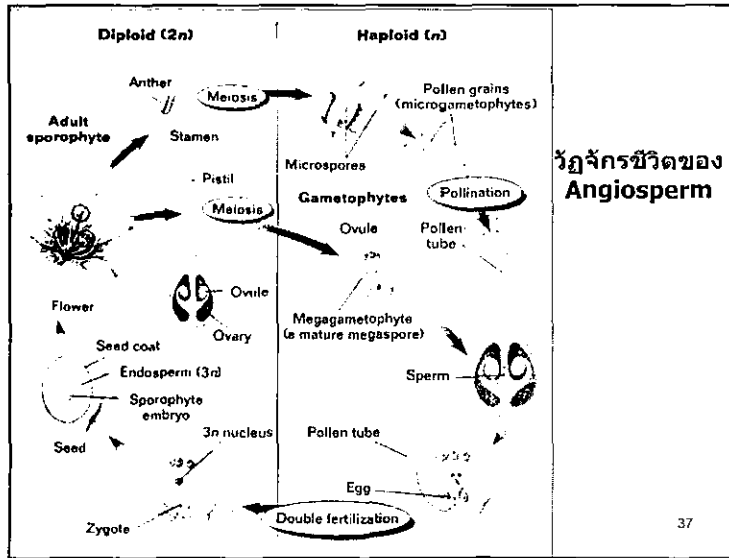 Diploid (2n)
Haploid (n)
Anther
Meiosis
Pollen grains
(microgametophytes)
Adult
sporophyte
Stamen
Microspores
วัฏจักรชีวิตของ
Angiosperm
Pistil
Meiosis
Gametophytes
Pollination
Ovule
Pollen
tube
Flower
Ovule
Ovary
Megagametophyte
(a mature megaspore)
Seed coat
Endosperm (3n)
Sporophyte
embryo
Sperm
Seed
3n nucleus
Pollen tube
Egg
Zygote
Double fertilization
37